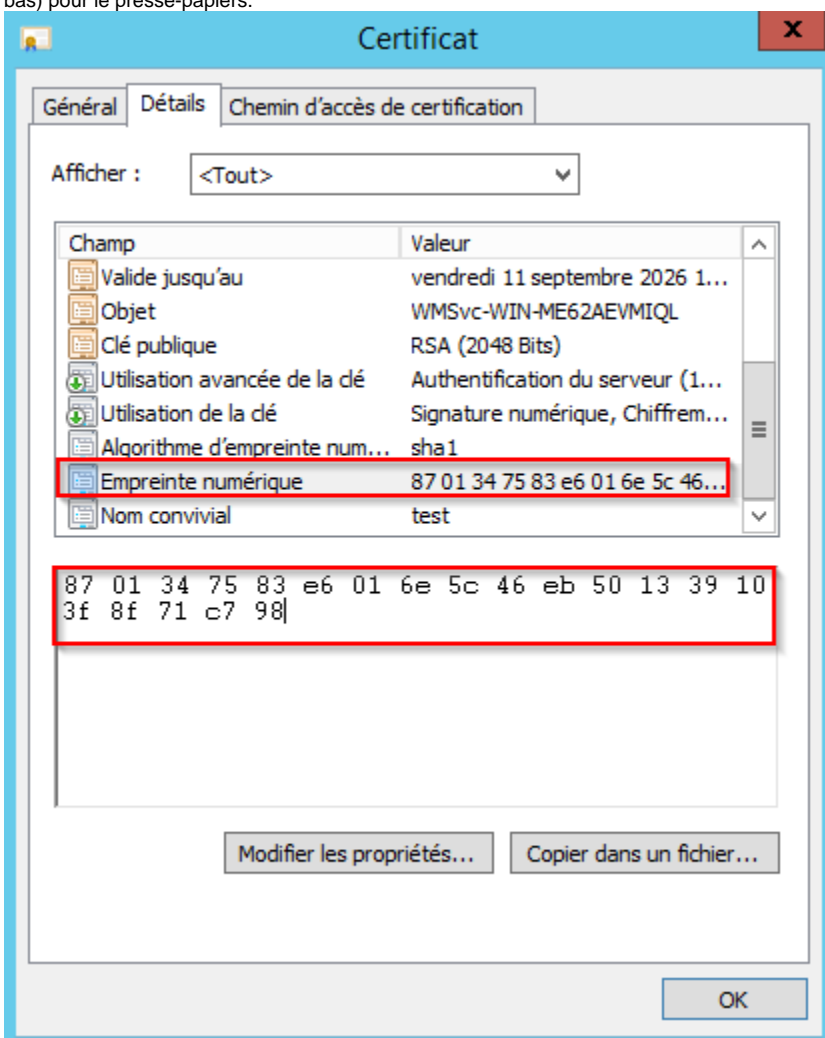 bas) pour le presse-papiers.
Certificat
x
Général Détails Chemin d'accès de certification
Afficher : <Tout>
Champ Valeur
Valide jusqu'au vendredi 11 septembre 2026 1...
Objet WMSvc-WIN-ME62AEVMIQL
Clé publique RSA (2048 Bits)
Utilisation avancée de la clé Authentification du serveur (1...
Utilisation de la clé Signature numérique, Chiffrem...
Algorithme d'empreinte num... sha1
Empreinte numérique 87 01 34 75 83 e6 01 6e 5c 46...
Nom convivial test
87 01 34 75 83 e6 01 6e 5c 46 eb 50 13 39 10
3f 8f 71 c7 98
Modifier les propriétés... Copier dans un fichier...
OK